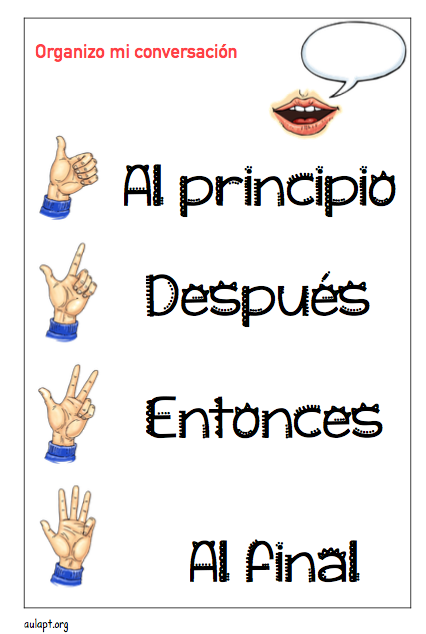 Organizo mi conversación
Al principio
Después
Entonces
Al final
aulapt.org